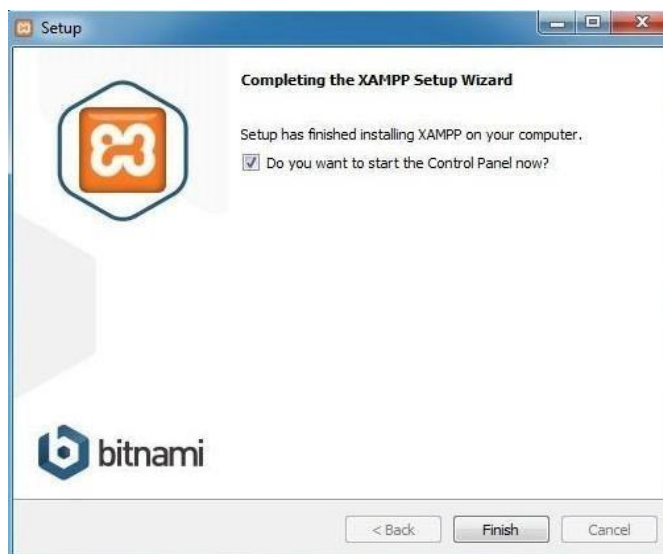 Setup
Completing the XAMPP Setup Wizard
Setup has finished installing XAMPP on your computer.
Do you want to start the Control Panel now?
bitnami
< Back
Finish
Cancel